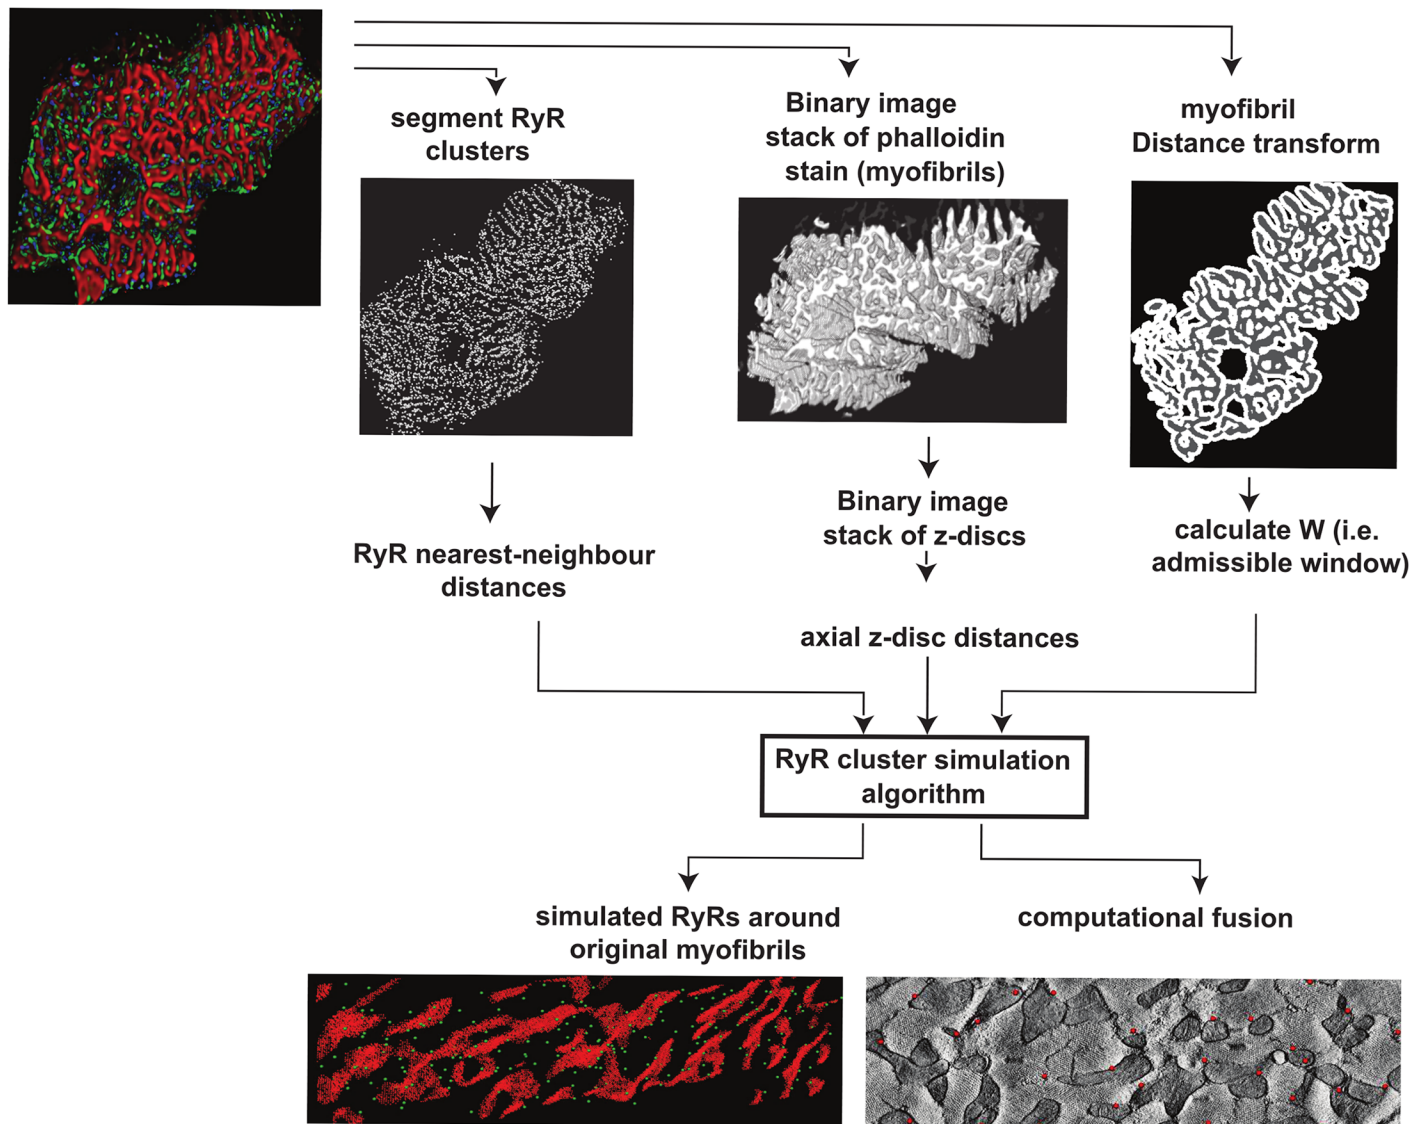 segment RyR
clusters
Binary image
stack of phalloidin
stain (myofibrils)
myofibril
Distance transform
RyR nearest-neighbour
distances
Binary image
stack of z-discs
calculate W (i.e.
admissible window)
axial z-disc distances
RyR cluster simulation
algorithm
simulated RyRs around
original myofibrils
computational fusion